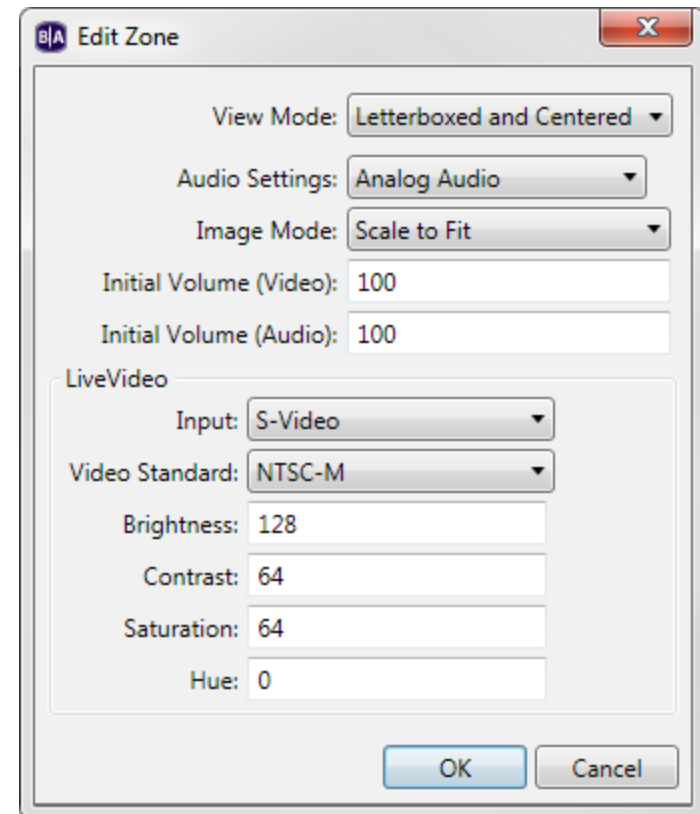 B|A Edit Zone
View Mode: Letterboxed and Centered
Audio Settings: Analog Audio
Image Mode: Scale to Fit
Initial Volume (Video): 100
Initial Volume (Audio): 100
LiveVideo
Input: S-Video
Video Standard: NTSC-M
Brightness: 128
Contrast: 64
Saturation: 64
Hue: 0
OK Cancel